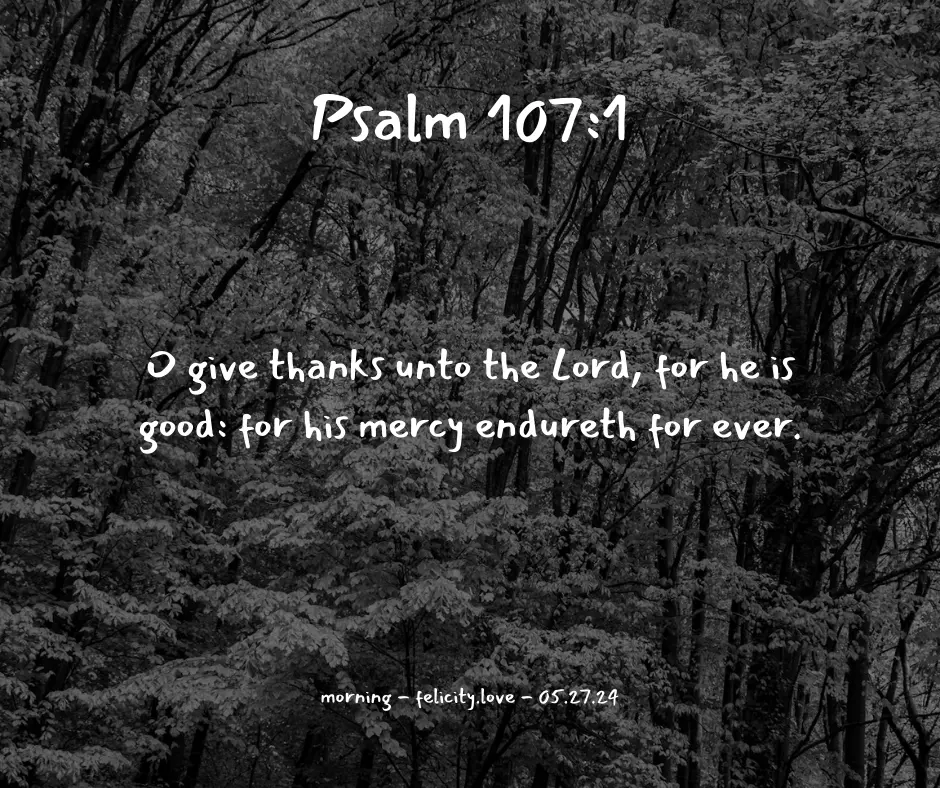 Psalm 107:1
O give thanks unto the Lord, for he is
good: for his mercy endureth for ever.
morning - felicity.love - 05.27.24